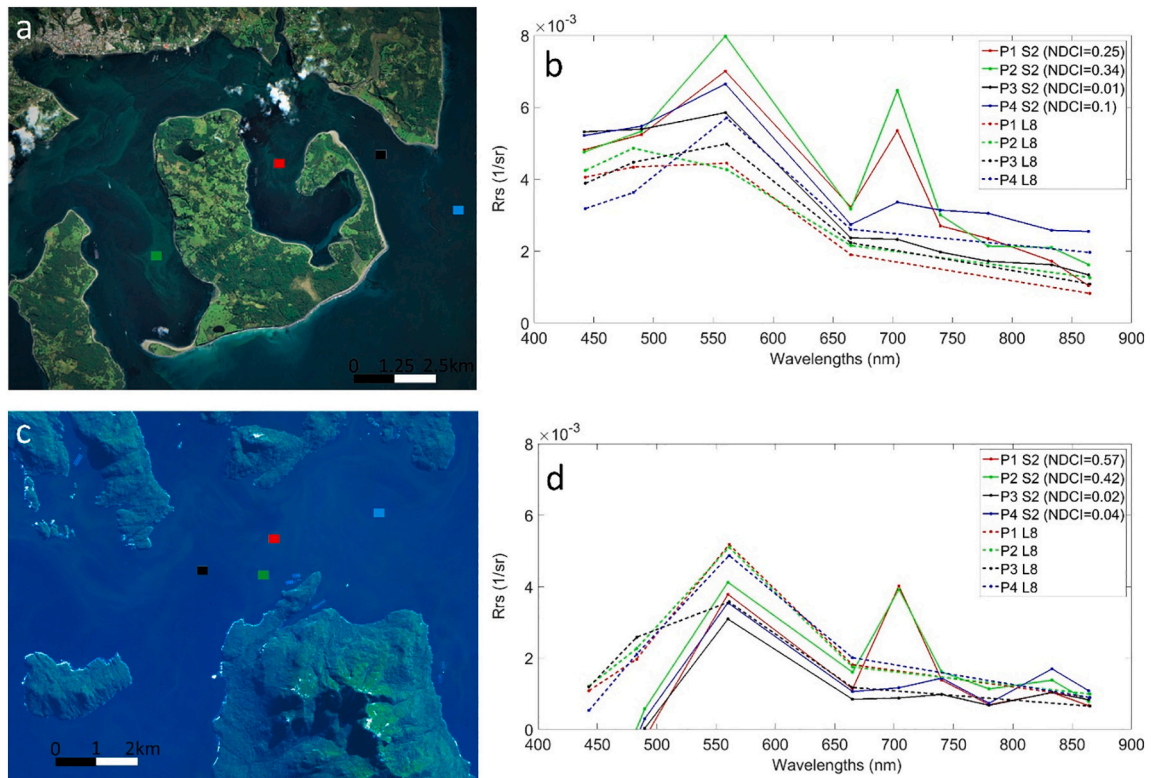 a
0 1.25 2.5km
b
×10⁻³
Rrs (1/sr)
8
6
4
2
0
400 450 500 550 600 650 700 750 800 850 900
Wavelengths (nm)
P1 S2 (NDCI=0.25)
P2 S2 (NDCI=0.34)
P3 S2 (NDCI=0.01)
P4 S2 (NDCI=0.1)
P1 L8
P2 L8
P3 L8
P4 L8
c
0 1 2km
d
×10⁻³
Rrs (1/sr)
8
6
4
2
0
400 450 500 550 600 650 700 750 800 850 900
Wavelengths (nm)
P1 S2 (NDCI=0.57)
P2 S2 (NDCI=0.42)
P3 S2 (NDCI=0.02)
P4 S2 (NDCI=0.04)
P1 L8
P2 L8
P3 L8
P4 L8